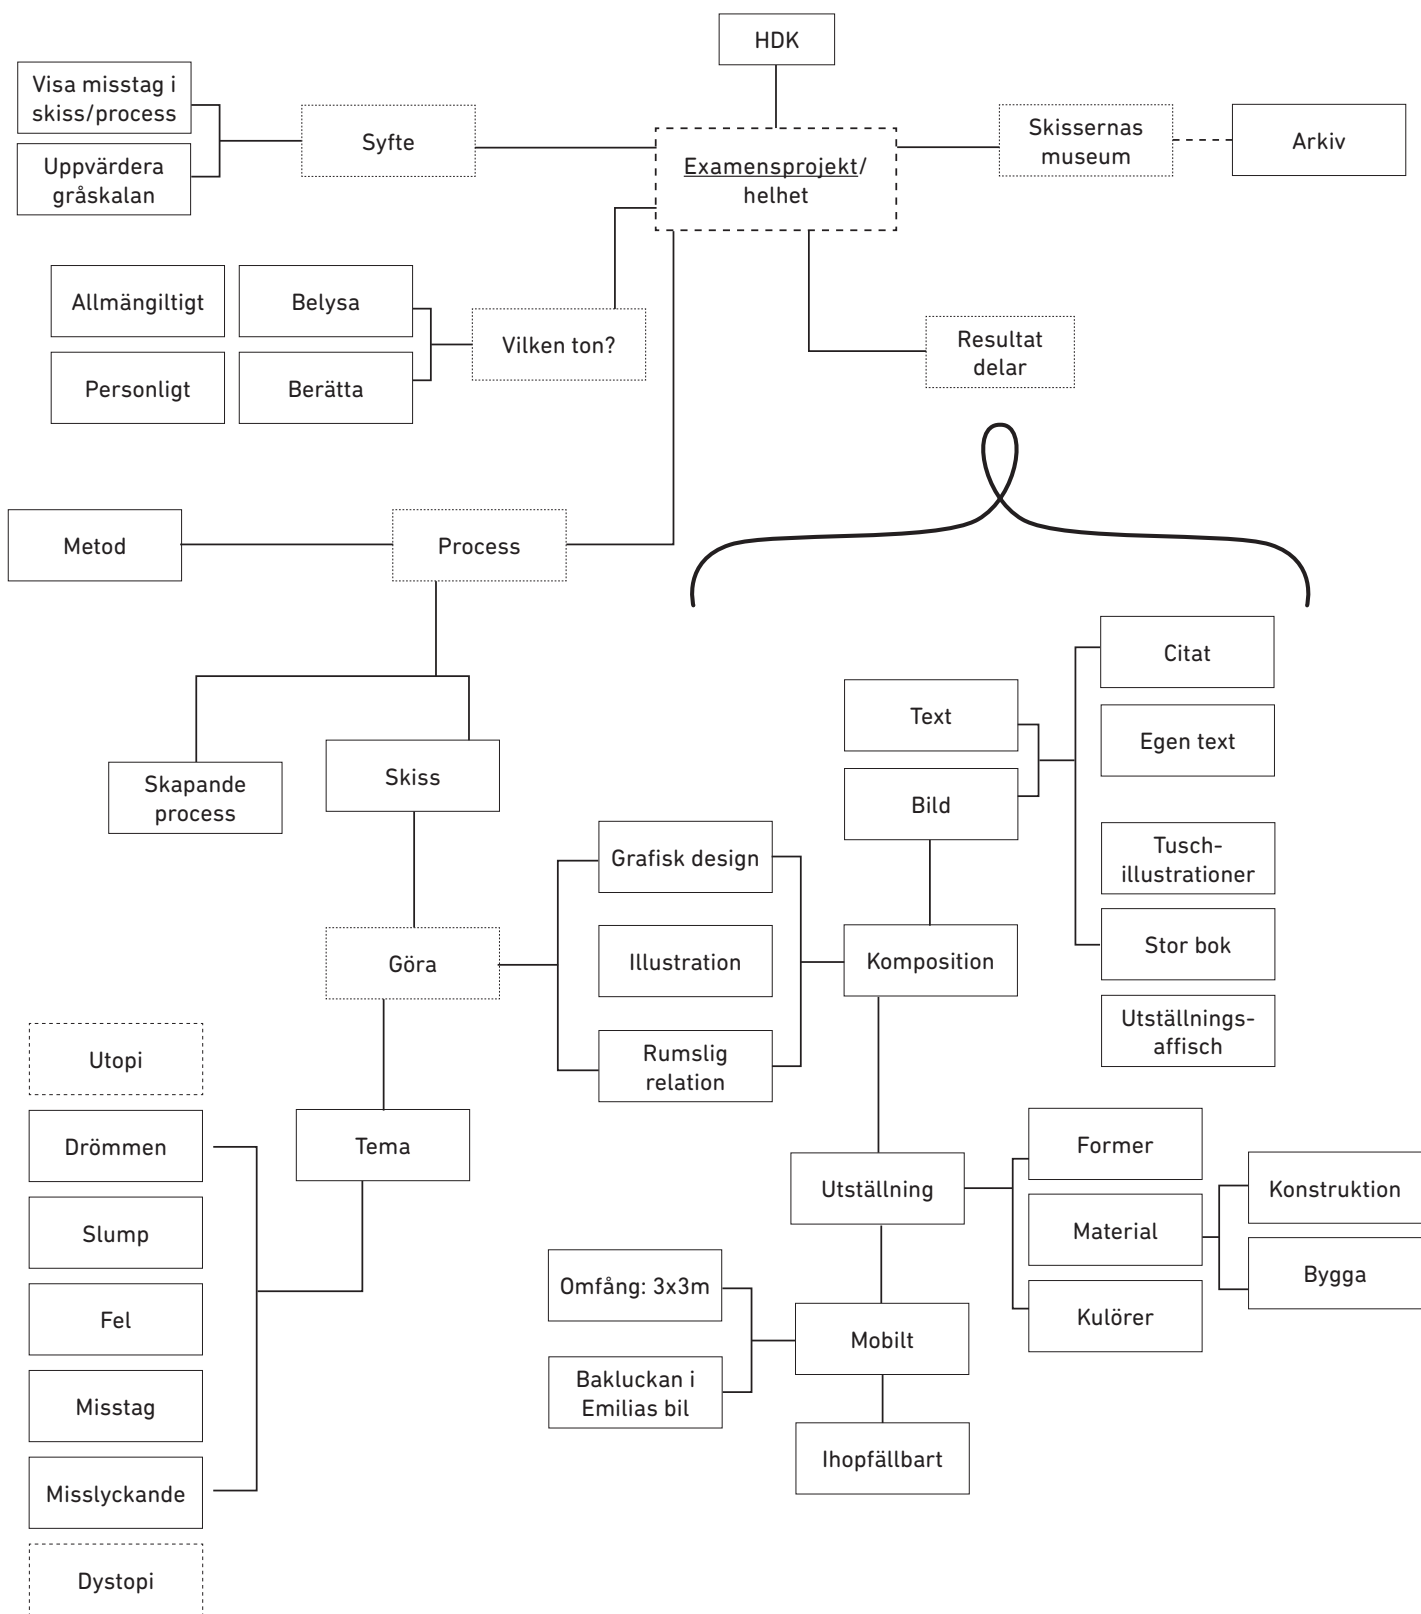 HDK
Visa misstag i
skiss/process
Uppvärdera
gråskalan
Syfte
Examensprojekt/
helhet
Skissernas
museum
Arkiv
Allmängiltigt
Belysa
Personligt
Berätta
Vilken ton?
Resultat
delar
Metod
Process
Skapande
process
Skiss
Text
Bild
Citat
Egen text
Tusch-
illustrationer
Stor bok
Utställnings-
affisch
Grafisk design
Illustration
Rumslig
relation
Göra
Komposition
Utopi
Drömmen
Slump
Fel
Misstag
Misslyckande
Dystopi
Tema
Utställning
Former
Material
Kulörer
Konstruktion
Bygga
Omfång: 3x3m
Bakluckan i
Emilias bil
Mobilt
Ihopfällbart